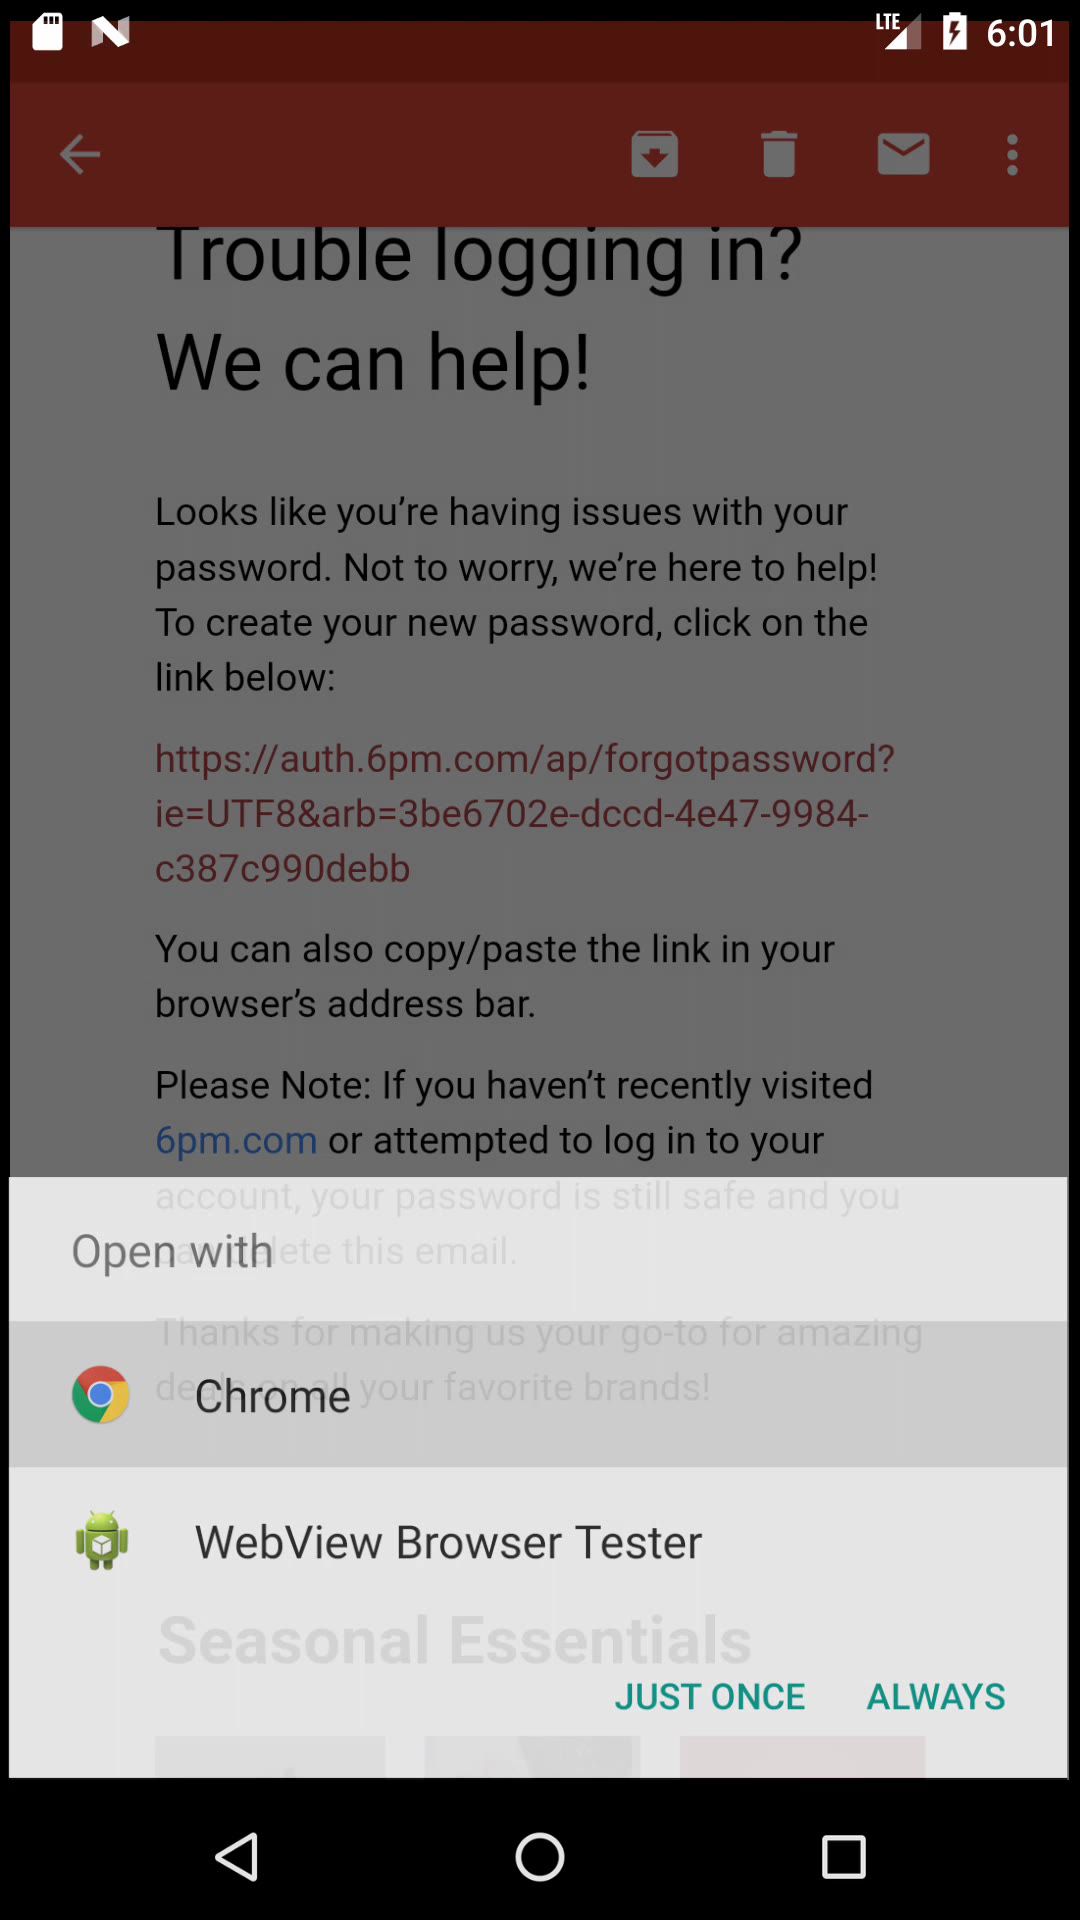 LTE 6:01
Trouble logging in?
We can help!
Looks like you’re having issues with your
password. Not to worry, we’re here to help!
To create your new password, click on the
link below:
https://auth.6pm.com/ap/forgotpassword?
ie=UTF8&arb=3be6702e-dccd-4e47-9984-
c387c990debb
You can also copy/paste the link in your
browser’s address bar.
Please Note: If you haven’t recently visited
6pm.com or attempted to log in to your
account, your password is still safe and you
can delete this email.
Open with
Thanks for making us your go-to for amazing
deals on all your favorite brands!
Chrome
WebView Browser Tester
Seasonal Essentials
JUST ONCE ALWAYS